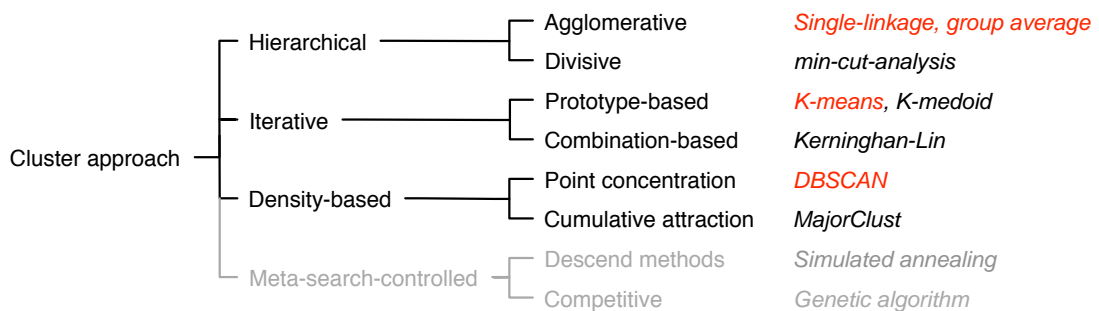 Agglomerative Single-linkage, group average
Hierarchical
Divisive min-cut-analysis
Prototype-based K-means, K-medoid
Iterative
Combination-based Kerninghan-Lin
Cluster approach
Point concentration DBSCAN
Density-based
Cumulative attraction MajorClust
Descend methods Simulated annealing
Meta-search-controlled
Competitive Genetic algorithm